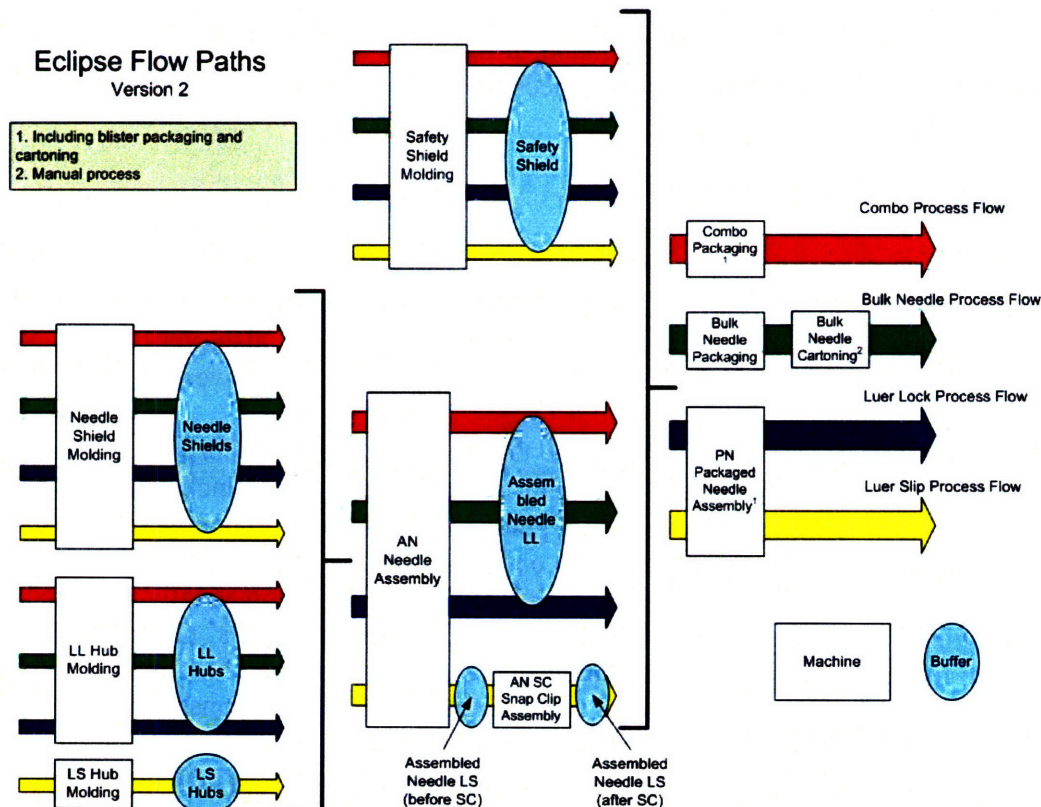 Eclipse Flow Paths
Version 2
1. Including blister packaging and
cartoning
2. Manual process
Safety
Shield
Molding
Safety
Shield
Combo Process Flow
Combo
Packaging
1
Bulk Needle Process Flow
Bulk
Needle
Packaging
Bulk
Needle
Cartoning2
Luer Lock Process Flow
PN
Packaged
Needle
Assembly1
Luer Slip Process Flow
Needle
Shield
Molding
Needle
Shields
AN
Needle
Assembly
Assem
bled
Needle
LL
LL Hub
Molding
LL
Hubs
AN SC
Snap Clip
Assembly
Assembled
Needle LS
(before SC)
Assembled
Needle LS
(after SC)
LS Hub
Molding
LS
Hubs
Machine
Buffer